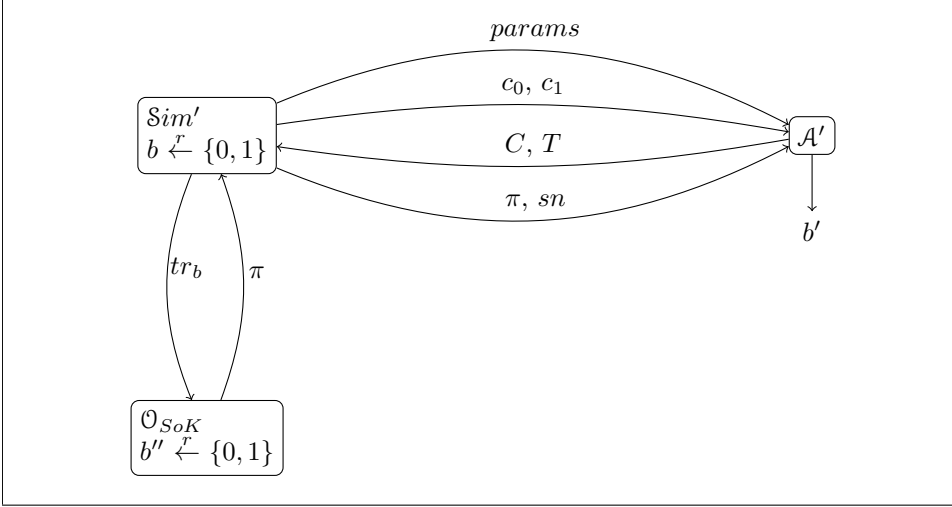 params
c₀, c₁
Sim′
b ←ʳ {0,1}
C, T
𝒜′
π, sn
b′
tr_b
π
𝒪_SoK
b″ ←ʳ {0,1}